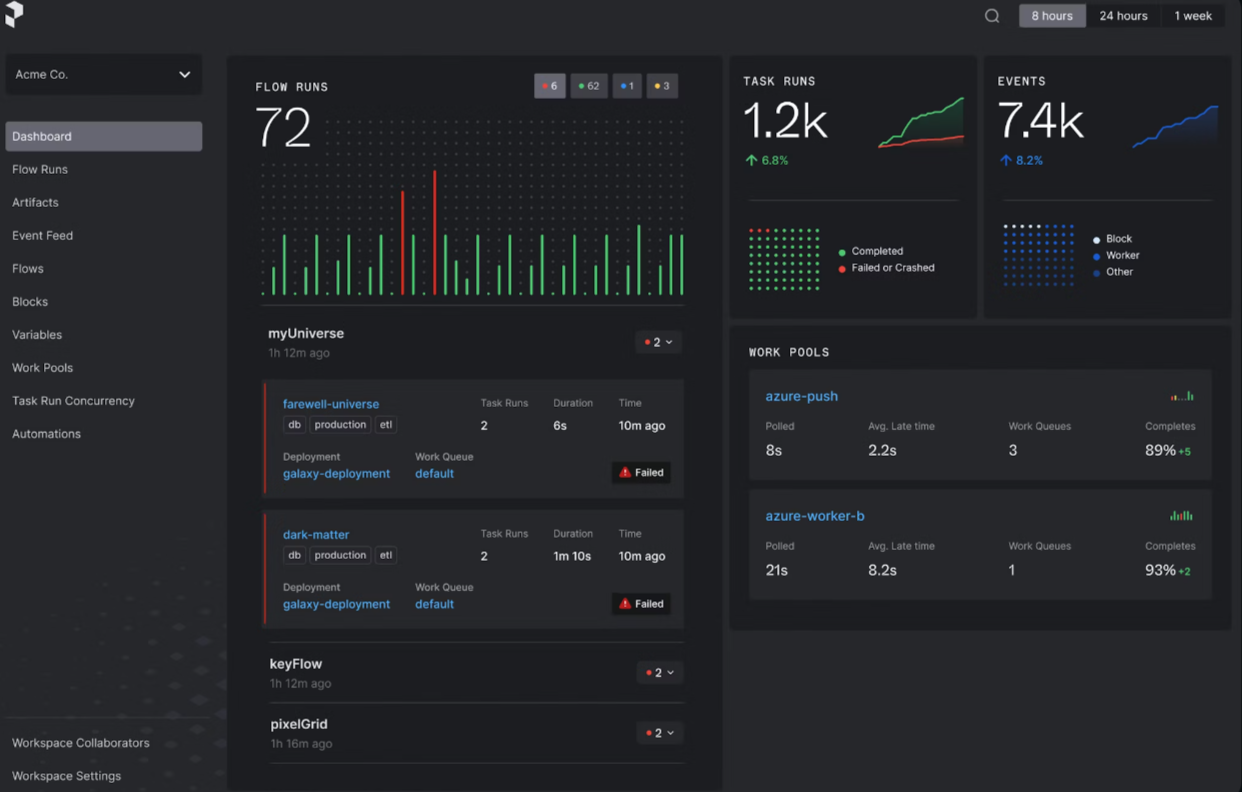 8 hours 24 hours 1 week
Acme Co.
Dashboard
Flow Runs
Artifacts
Event Feed
Flows
Blocks
Variables
Work Pools
Task Run Concurrency
Automations
Workspace Collaborators
Workspace Settings
FLOW RUNS
6 62 1 3
72
myUniverse
1h 12m ago
2
farewell-universe
db production etl
Task Runs Duration Time
2 6s 10m ago
Deployment Work Queue
galaxy-deployment default
Failed
dark-matter
db production etl
Task Runs Duration Time
2 1m 10s 10m ago
Deployment Work Queue
galaxy-deployment default
Failed
keyFlow
1h 12m ago
2
pixelGrid
1h 16m ago
2
TASK RUNS
1.2k
6.8%
Completed
Failed or Crashed
EVENTS
7.4k
8.2%
Block
Worker
Other
WORK POOLS
azure-push
Polled Avg. Late time Work Queues Completes
8s 2.2s 3 89% +5
azure-worker-b
Polled Avg. Late time Work Queues Completes
21s 8.2s 1 93% +2